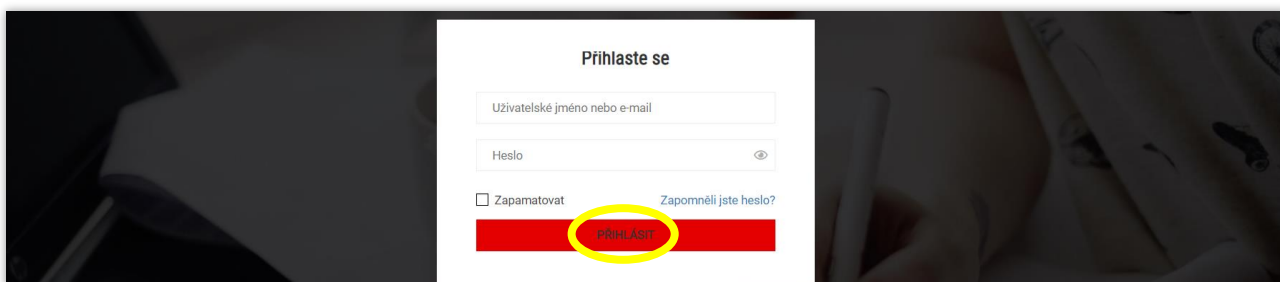 Přihlaste se
Uživatelské jméno nebo e-mail
Heslo
Zapamatovat Zapomněli jste heslo?
PŘIHLÁSIT